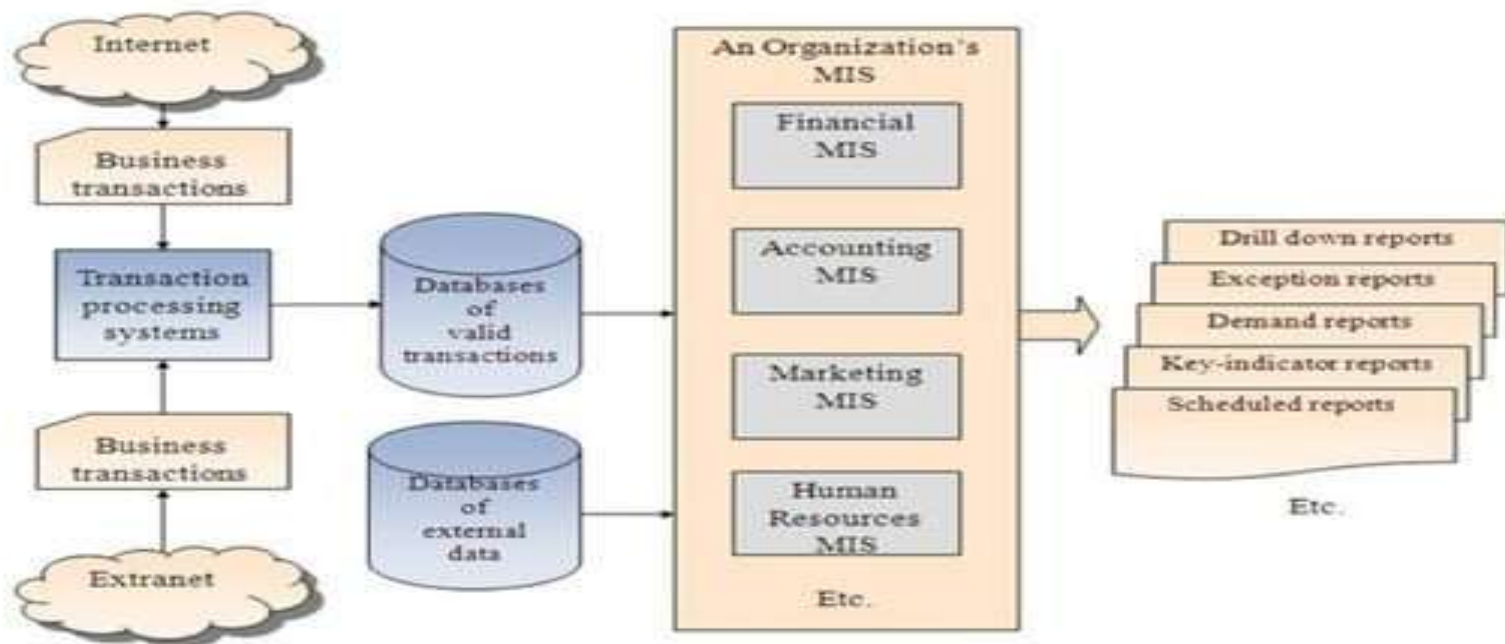 Internet
Business
transactions
Transaction
processing
systems
Business
transactions
Extranet
Databases
of
valid
transactions
Databases
of
external
data
An Organization's
MIS
Financial
MIS
Accounting
MIS
Marketing
MIS
Human
Resources
MIS
Etc.
Drill down reports
Exception reports
Demand reports
Key-indicator reports
Scheduled reports
Etc.